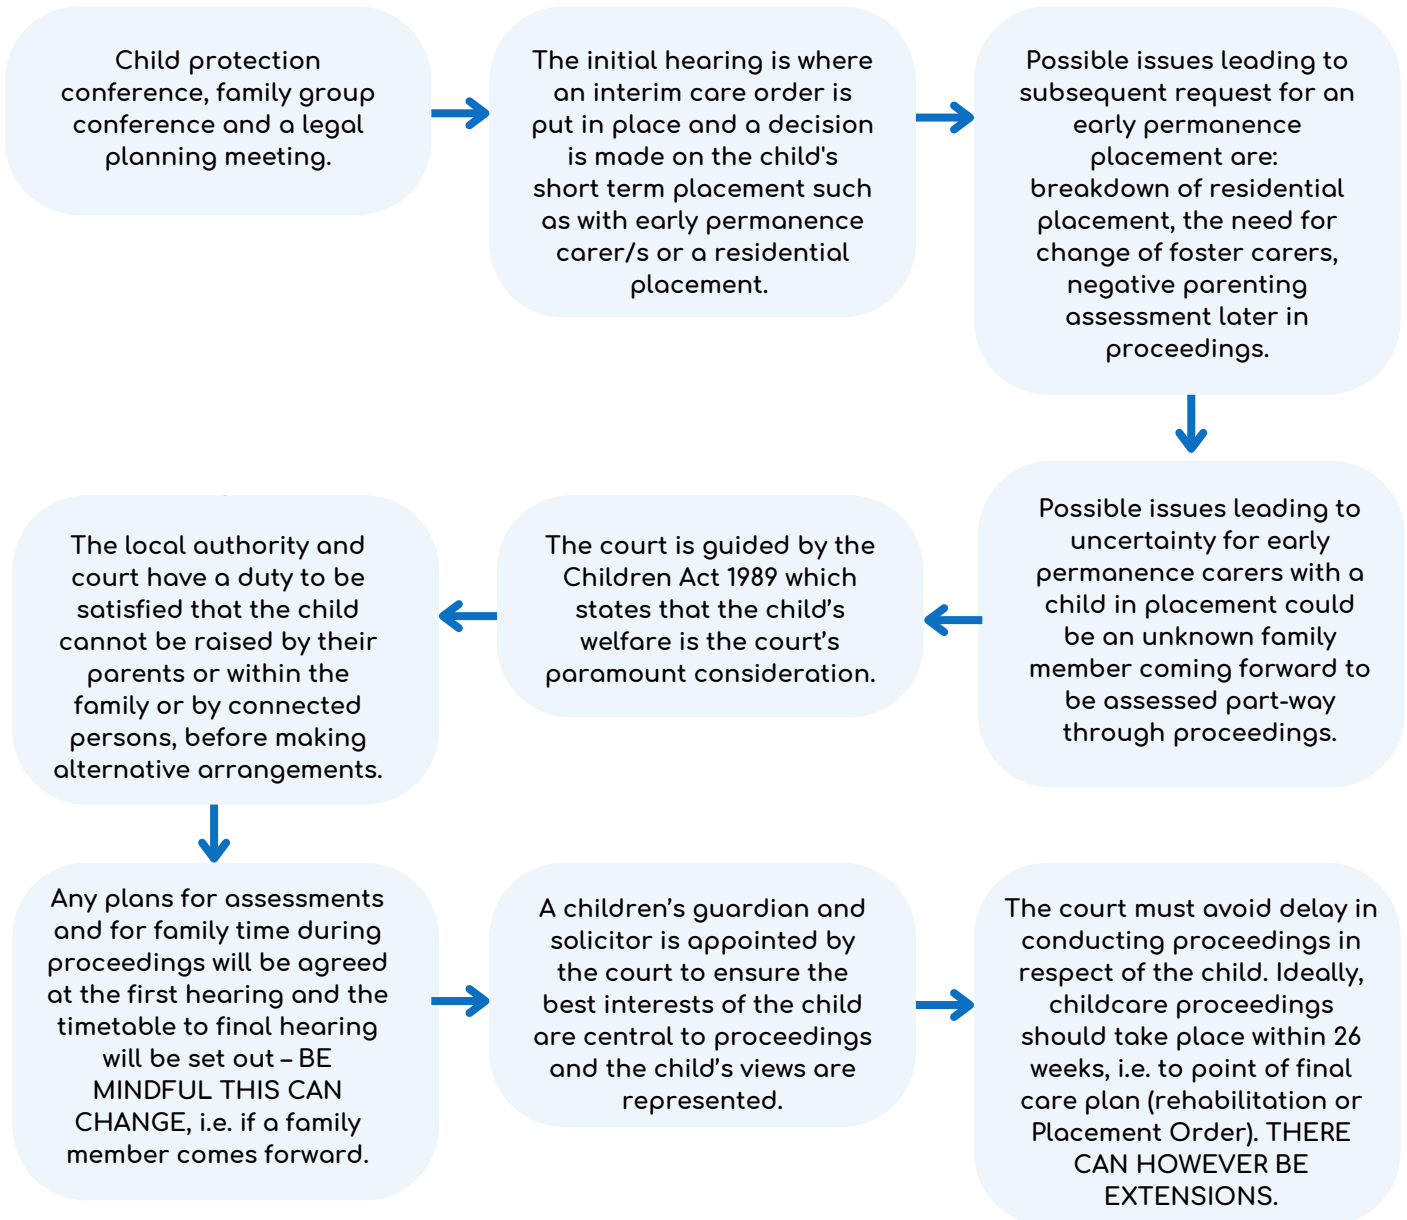 Child protection
conference, family group
conference and a legal
planning meeting.
The initial hearing is where
an interim care order is
put in place and a decision
is made on the child's
short term placement such
as with early permanence
carer/s or a residential
placement.
Possible issues leading to
subsequent request for an
early permanence
placement are:
breakdown of residential
placement, the need for
change of foster carers,
negative parenting
assessment later in
proceedings.
Possible issues leading to
uncertainty for early
permanence carers with a
child in placement could
be an unknown family
member coming forward to
be assessed part-way
through proceedings.
The court is guided by the
Children Act 1989 which
states that the child’s
welfare is the court’s
paramount consideration.
The local authority and
court have a duty to be
satisfied that the child
cannot be raised by their
parents or within the
family or by connected
persons, before making
alternative arrangements.
Any plans for assessments
and for family time during
proceedings will be agreed
at the first hearing and the
timetable to final hearing
will be set out – BE
MINDFUL THIS CAN
CHANGE, i.e. if a family
member comes forward.
A children’s guardian and
solicitor is appointed by
the court to ensure the
best interests of the child
are central to proceedings
and the child’s views are
represented.
The court must avoid delay in
conducting proceedings in
respect of the child. Ideally,
childcare proceedings
should take place within 26
weeks, i.e. to point of final
care plan (rehabilitation or
Placement Order). THERE
CAN HOWEVER BE
EXTENSIONS.